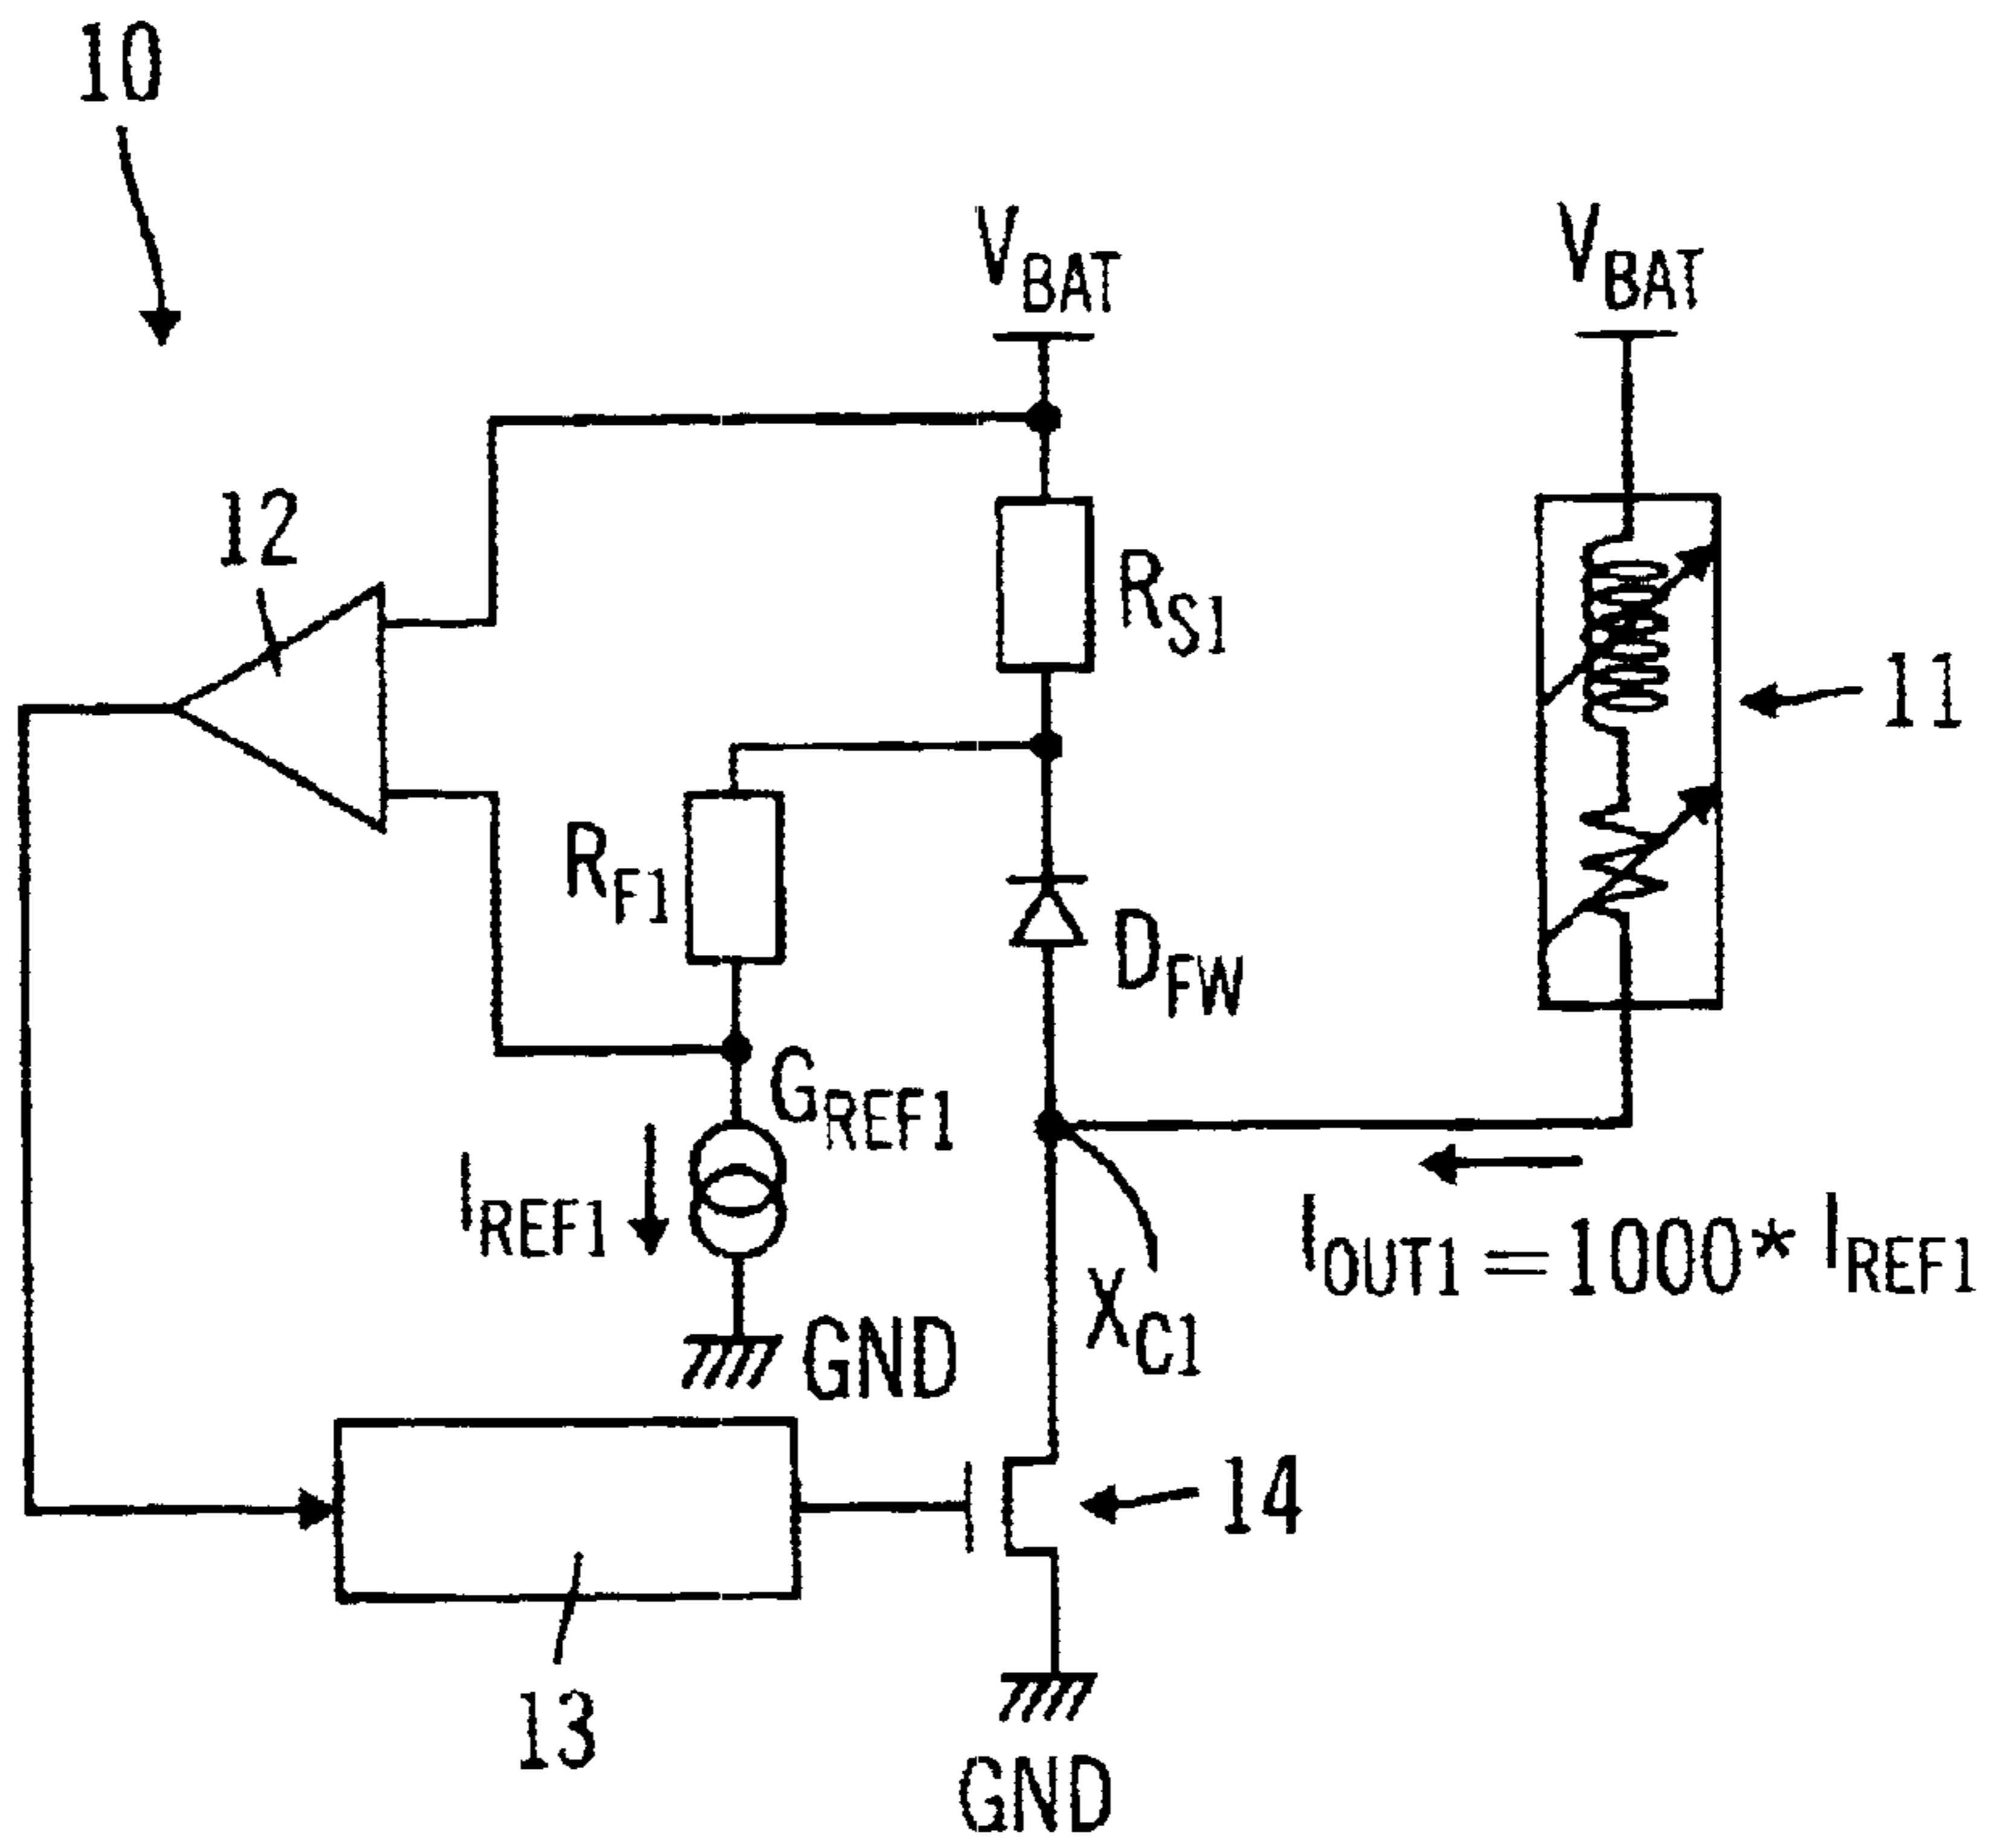 10
V_BAT
V_BAT
12
R_S1
11
R_F1
D_FW
G_REF1
I_REF1
I_OUT1 = 1000* I_REF1
X_C1
GND
14
13
GND